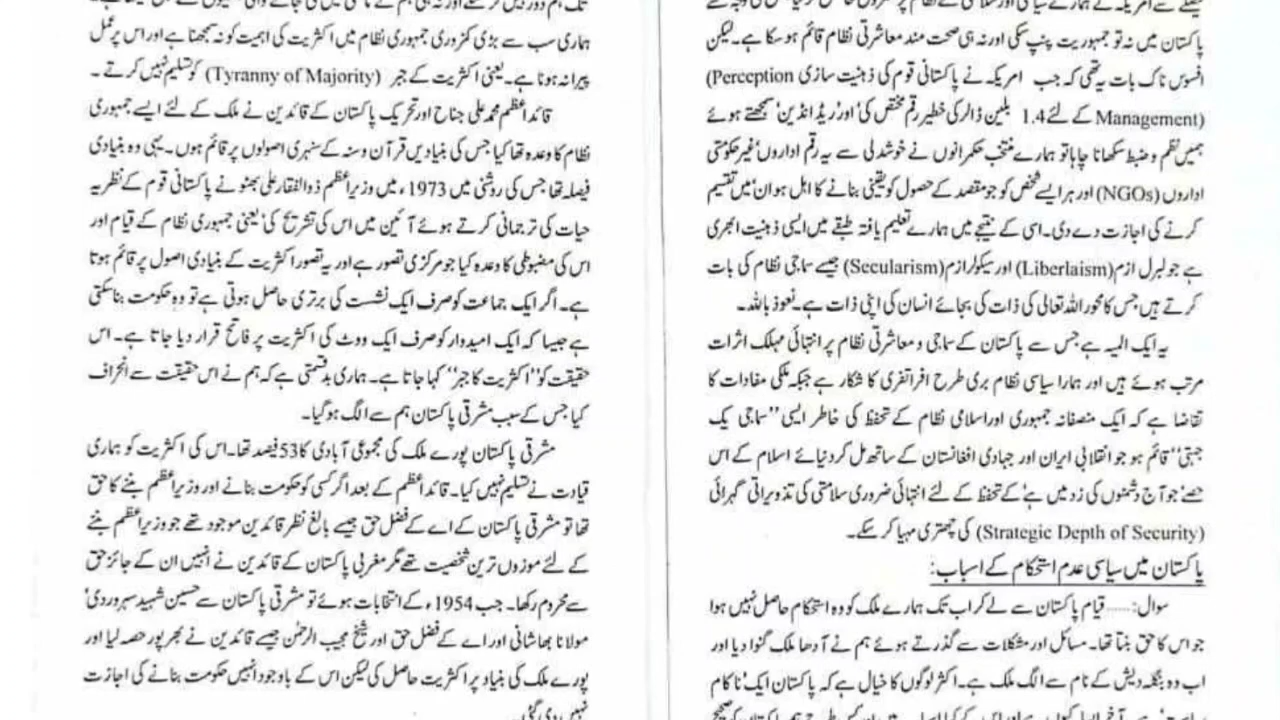 پاکستان میں نہ تو جمہوریت پنپ سکی اور نہ ہی صحت مند معاشرتی نظام قائم ہو سکا ہے۔ لیکن
افسوس ناک بات یہ تھی کہ جب امریکہ نے پاکستانی قوم کی ذہنیت سازی (Perception
Management) کے لئے 1.4 بلین ڈالر کی خطیر رقم مختص کی اور 'ریڈ انڈین' سمجھتے ہوئے
ہمیں نظم و ضبط سکھانا چاہا تو ہمارے منتخب حکمرانوں نے خوشدلی سے یہ رقم اداروں' غیر حکومتی
اداروں (NGOs) اور ہر ایسے شخص کو جو مقصد کے حصول کو یقینی بنانے کا اہل ہو ان میں تقسیم
کرنے کی اجازت دے دی۔ اسی کے نتیجے میں ہمارے تعلیم یافتہ طبقے میں ایسی ذہنیت ابھری
ہے جو لبرل ازم (Liberlaism) اور سیکولرازم (Secularism) جیسے سماجی نظام کی بات
کرتے ہیں جس کا محور اللہ تعالی کی ذات کی بجائے انسان کی اپنی ذات ہے۔ نعوذ باللہ۔
یہ ایک المیہ ہے جس سے پاکستان کے سماجی و معاشرتی نظام پر انتہائی مہلک اثرات
مرتب ہوئے ہیں اور ہمارا سیاسی نظام بری طرح افراتفری کا شکار ہے جبکہ ملکی مفادات کا
تقاضا ہے کہ ایک منصفانہ جمہوری اور اسلامی نظام کے تحفظ کی خاطر ایسی "سماجی یک
جہتی" قائم ہو جو انقلابی ایران اور جہادی افغانستان کے ساتھ مل کر دنیائے اسلام کے اس
حصے' جو آج دشمنوں کی زد میں ہے' کے تحفظ کے لئے انتہائی ضروری سلامتی کی تذویراتی گہرائی
(Strategic Depth of Security) کی چھتری مہیا کر سکے۔
پاکستان میں سیاسی عدم استحکام کے اسباب:
سوال:...... قیام پاکستان سے لے کر اب تک ہمارے ملک کو وہ استحکام حاصل نہیں ہوا
جو اس کا حق بنتا تھا۔ مسائل اور مشکلات سے گذرتے ہوئے ہم نے آدھا ملک گنوا دیا اور
اب وہ بنگلہ دیش کے نام سے الگ ملک ہے۔ اکثر لوگوں کا خیال ہے کہ پاکستان ایک 'ناکام
ہماری سب سے بڑی کمزوری جمہوری نظام میں اکثریت کی اہمیت کو نہ سمجھنا ہے اور اس پر عمل
پیرا نہ ہونا ہے۔ یعنی اکثریت کے جبر (Tyranny of Majority) کو تسلیم نہیں کرتے۔
قائداعظم محمد علی جناح اور تحریک پاکستان کے قائدین نے ملک کے لئے ایسے جمہوری
نظام کا وعدہ تھا کیا جس کی بنیادیں قرآن و سنہ کے سنہری اصولوں پر قائم ہوں۔ یہی وہ بنیادی
فیصلہ تھا جس کی روشنی میں 1973ء میں وزیراعظم ذوالفقار علی بھٹو نے پاکستانی قوم کے نظریہ
حیات کی ترجمانی کرتے ہوئے آئین میں اس کی تشریح کی' یعنی جمہوری نظام کے قیام اور
اس کی مضبوطی کا وعدہ کیا جو مرکزی تصور ہے اور یہ تصور اکثریت کے بنیادی اصول پر قائم ہوتا
ہے۔ اگر ایک جماعت کو صرف ایک نشست کی برتری حاصل ہوتی ہے تو وہ حکومت بنا سکتی
ہے جیسا کہ ایک امیدوار کو صرف ایک ووٹ کی اکثریت پر فاتح قرار دیا جاتا ہے۔ اس
حقیقت کو "اکثریت کا جبر" کہا جاتا ہے۔ ہماری بدقسمتی ہے کہ ہم نے اس حقیقت سے انحراف
کیا جس کے سبب مشرقی پاکستان ہم سے الگ ہو گیا۔
مشرقی پاکستان پورے ملک کی مجموعی آبادی کا 53 فیصد تھا۔ اس کی اکثریت کو ہماری
قیادت نے تسلیم نہیں کیا۔ قائداعظم کے بعد اگر کسی کو حکومت بنانے اور وزیراعظم بننے کا حق
تھا تو مشرقی پاکستان کے اے کے فضل حق جیسے بالغ نظر قائدین موجود تھے جو وزیراعظم بننے
کے لئے موزوں ترین شخصیت تھے مگر مغربی پاکستان کے قائدین نے انہیں ان کے جائز حق
سے محروم رکھا۔ جب 1954ء کے انتخابات ہوئے تو مشرقی پاکستان سے حسین شہید سہروردی'
مولانا بھاشانی اور اے کے فضل حق اور شیخ مجیب الرحمٰن جیسے قائدین نے بھرپور حصہ لیا اور
پورے ملک کی بنیاد پر اکثریت حاصل کی لیکن اس کے باوجود انہیں حکومت بنانے کی اجازت
نہیں دی گئی۔